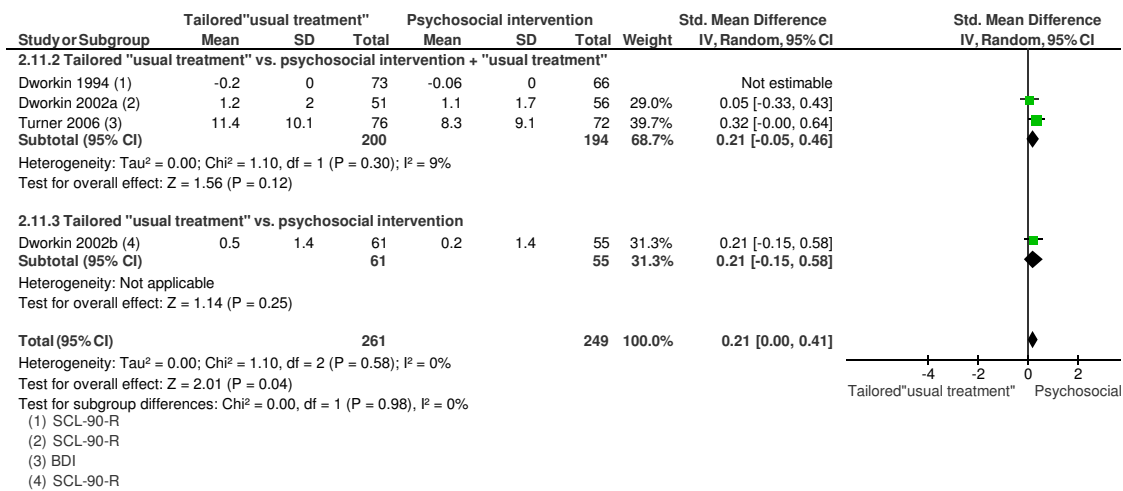 Tailored"usual treatment" Psychosocial intervention Std. Mean Difference Std. Mean Difference
Study or Subgroup Mean SD Total Mean SD Total Weight IV, Random, 95% CI IV, Random, 95% CI
2.11.2 Tailored "usual treatment" vs. psychosocial intervention + "usual treatment"
Dworkin 1994 (1) -0.2 0 73 -0.06 0 66 Not estimable
Dworkin 2002a (2) 1.2 2 51 1.1 1.7 56 29.0% 0.05 [-0.33, 0.43]
Turner 2006 (3) 11.4 10.1 76 8.3 9.1 72 39.7% 0.32 [-0.00, 0.64]
Subtotal (95% CI) 200 194 68.7% 0.21 [-0.05, 0.46]
Heterogeneity: Tau² = 0.00; Chi² = 1.10, df = 1 (P = 0.30); I² = 9%
Test for overall effect: Z = 1.56 (P = 0.12)
2.11.3 Tailored "usual treatment" vs. psychosocial intervention
Dworkin 2002b (4) 0.5 1.4 61 0.2 1.4 55 31.3% 0.21 [-0.15, 0.58]
Subtotal (95% CI) 61 55 31.3% 0.21 [-0.15, 0.58]
Heterogeneity: Not applicable
Test for overall effect: Z = 1.14 (P = 0.25)
Total (95% CI) 261 249 100.0% 0.21 [0.00, 0.41]
Heterogeneity: Tau² = 0.00; Chi² = 1.10, df = 2 (P = 0.58); I² = 0%
Test for overall effect: Z = 2.01 (P = 0.04)
Test for subgroup differences: Chi² = 0.00, df = 1 (P = 0.98), I² = 0%
-4 -2 0 2
Tailored"usual treatment" Psychosocial
(1) SCL-90-R
(2) SCL-90-R
(3) BDI
(4) SCL-90-R